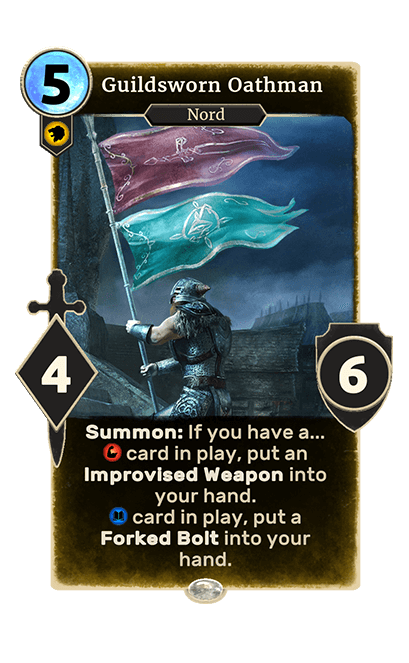 5
Guildsworn Oathman
Nord
4
6
Summon: If you have a...
card in play, put an
Improvised Weapon into
your hand.
card in play, put a
Forked Bolt into your
hand.